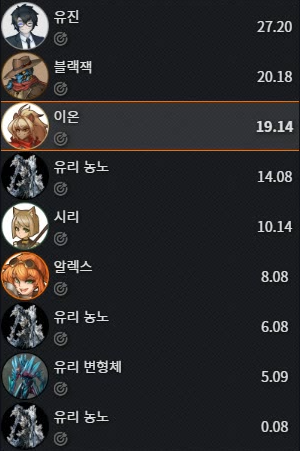 유진
27.20
블랙잭
20.18
이온
19.14
유리 농노
14.08
시리
10.14
알렉스
8.08
유리 농노
6.08
유리 변형체
5.09
유리 농노
0.08